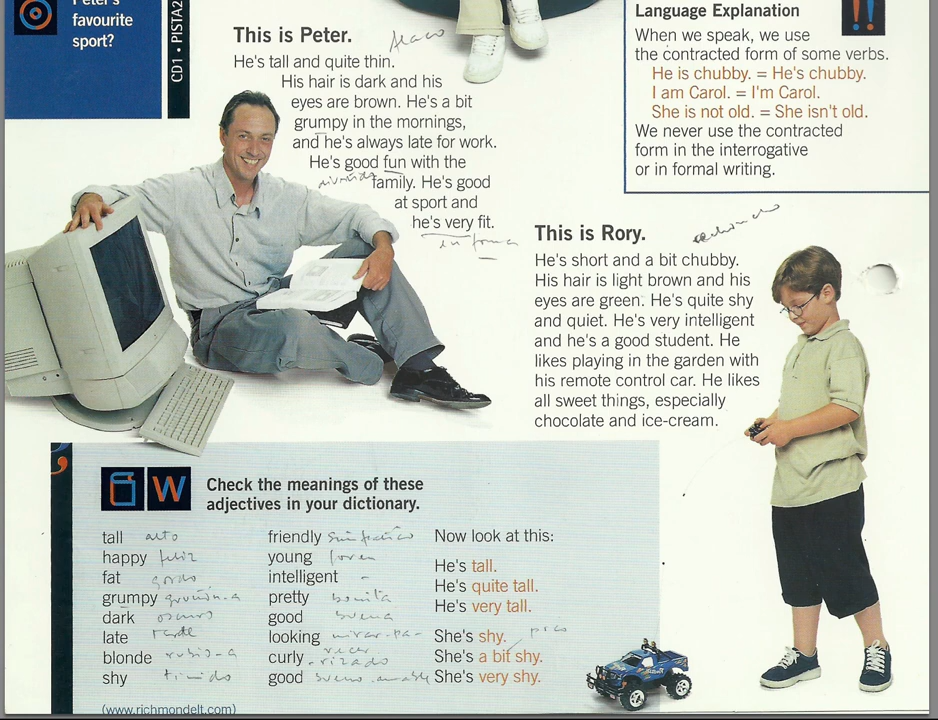 Peter's
favourite
sport?
CD1 • PISTA2
This is Peter.
He's tall and quite thin.
His hair is dark and his
eyes are brown. He's a bit
grumpy in the mornings,
and he's always late for work.
He's good fun with the
family. He's good
at sport and
he's very fit.
en forma
Language Explanation
When we speak, we use
the contracted form of some verbs.
He is chubby. = He's chubby.
I am Carol. = I'm Carol.
She is not old. = She isn't old.
We never use the contracted
form in the interrogative
or in formal writing.
!!
This is Rory.
He's short and a bit chubby.
His hair is light brown and his
eyes are green. He's quite shy
and quiet. He's very intelligent
and he's a good student. He
likes playing in the garden with
his remote control car. He likes
all sweet things, especially
chocolate and ice-cream.
W
Check the meanings of these
adjectives in your dictionary.
tall alto
happy feliz
fat gordo
grumpy gruñon-a
dark oscuro
late tarde
blonde rubio-a
shy timido
friendly simpatico
young joven
intelligent -
pretty bonita
good buena
looking
curly rizado
good bueno amable
Now look at this:
He's tall.
He's quite tall.
He's very tall.
She's shy. poco
She's a bit shy.
She's very shy.
(www.richmondelt.com)